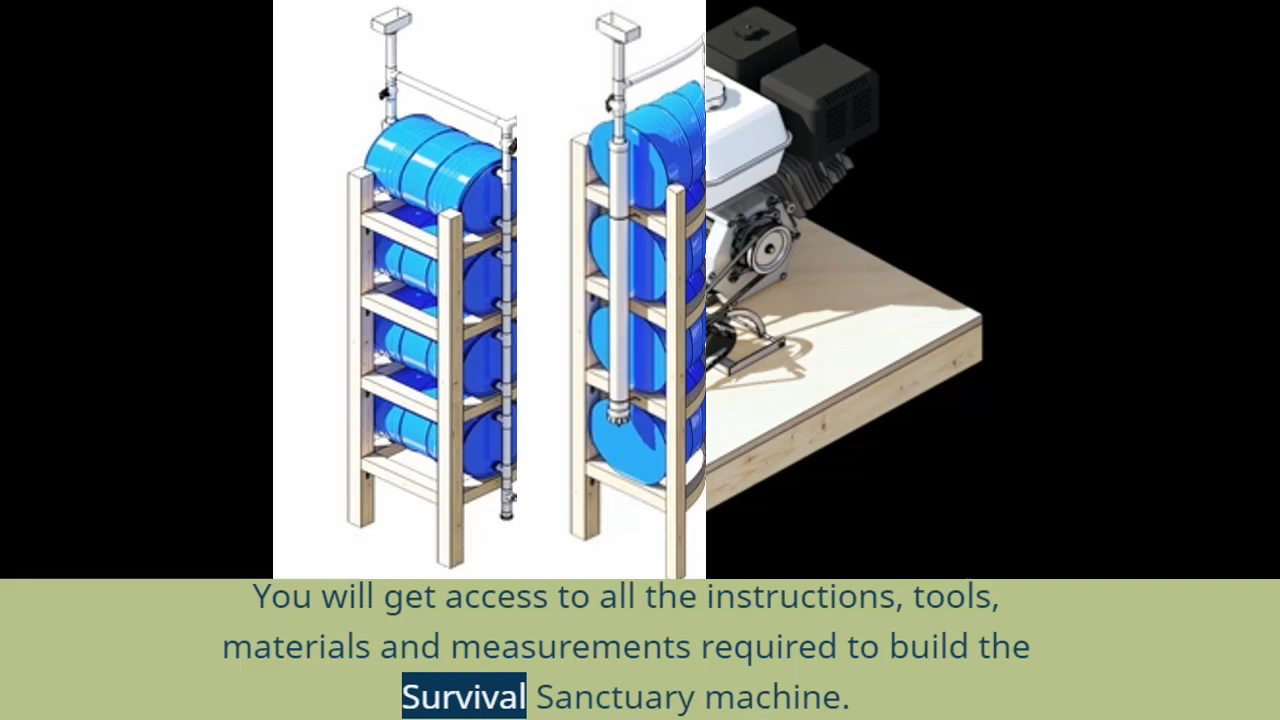 You will get access to all the instructions, tools,
materials and measurements required to build the
Survival Sanctuary machine.